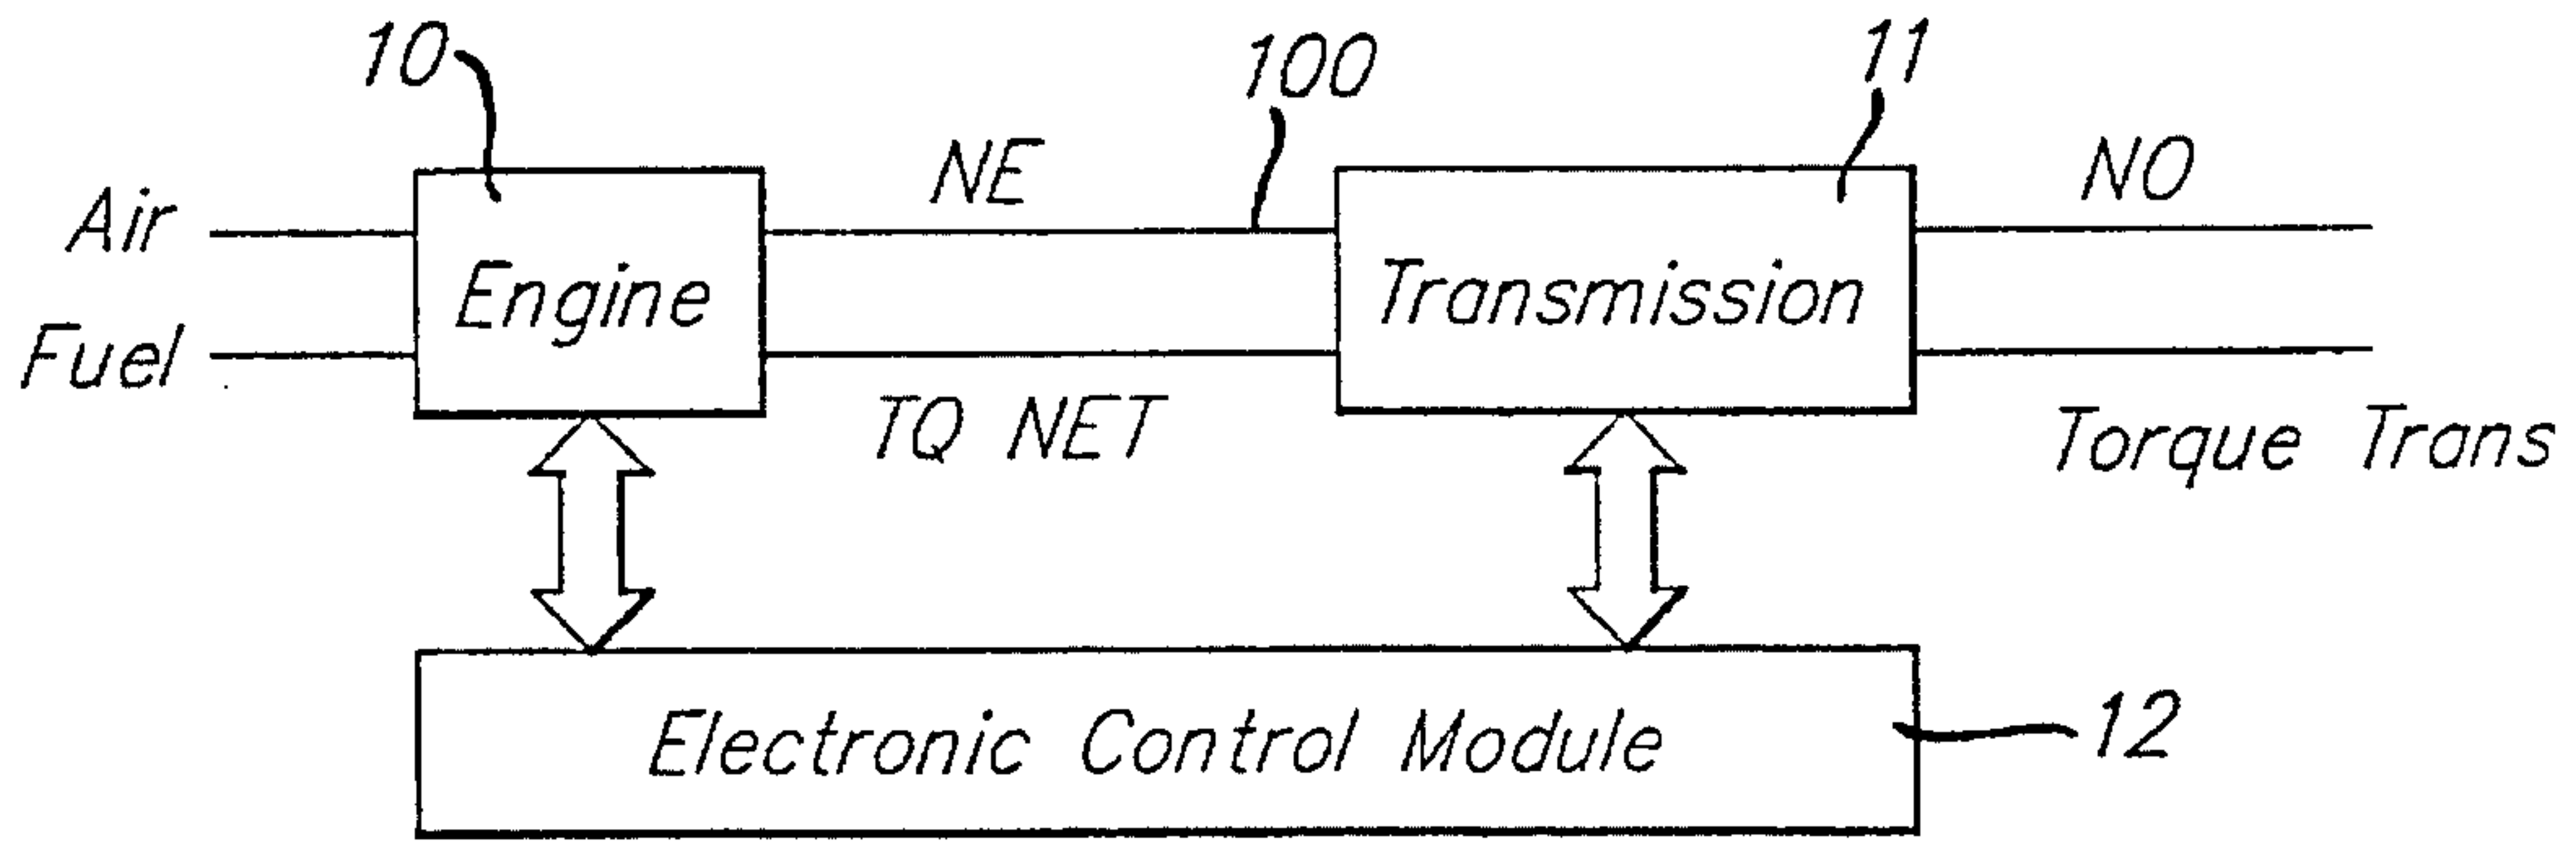 10
100
11
NE
NO
Air
Engine
Transmission
Fuel
TQ NET
Torque Trans
Electronic Control Module
12